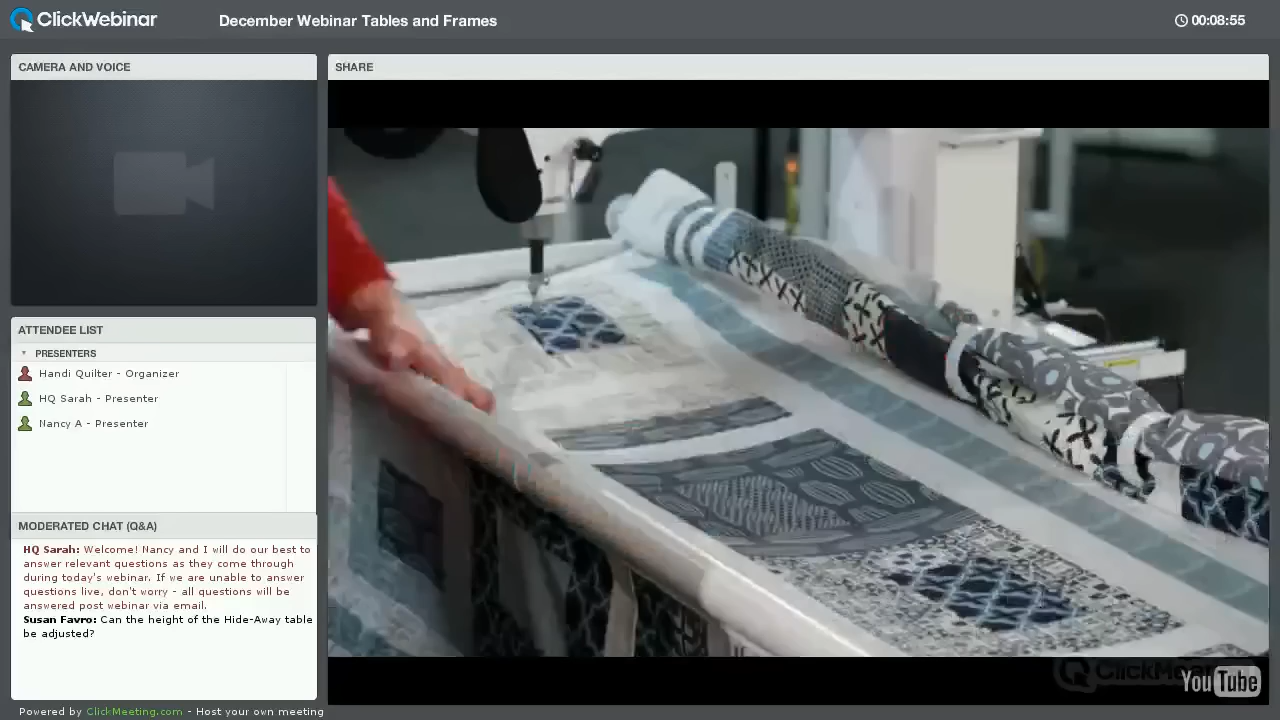 ClickWebinar
December Webinar Tables and Frames
00:08:55
CAMERA AND VOICE
SHARE
ATTENDEE LIST
PRESENTERS
Handi Quilter - Organizer
HQ Sarah - Presenter
Nancy A - Presenter
MODERATED CHAT (Q&A)
HQ Sarah: Welcome! Nancy and I will do our best to
answer relevant questions as they come through
during today's webinar. If we are unable to answer
questions live, don't worry - all questions will be
answered post webinar via email.
Susan Favro: Can the height of the Hide-Away table
be adjusted?
YouTube
Powered by ClickMeeting.com - Host your own meeting